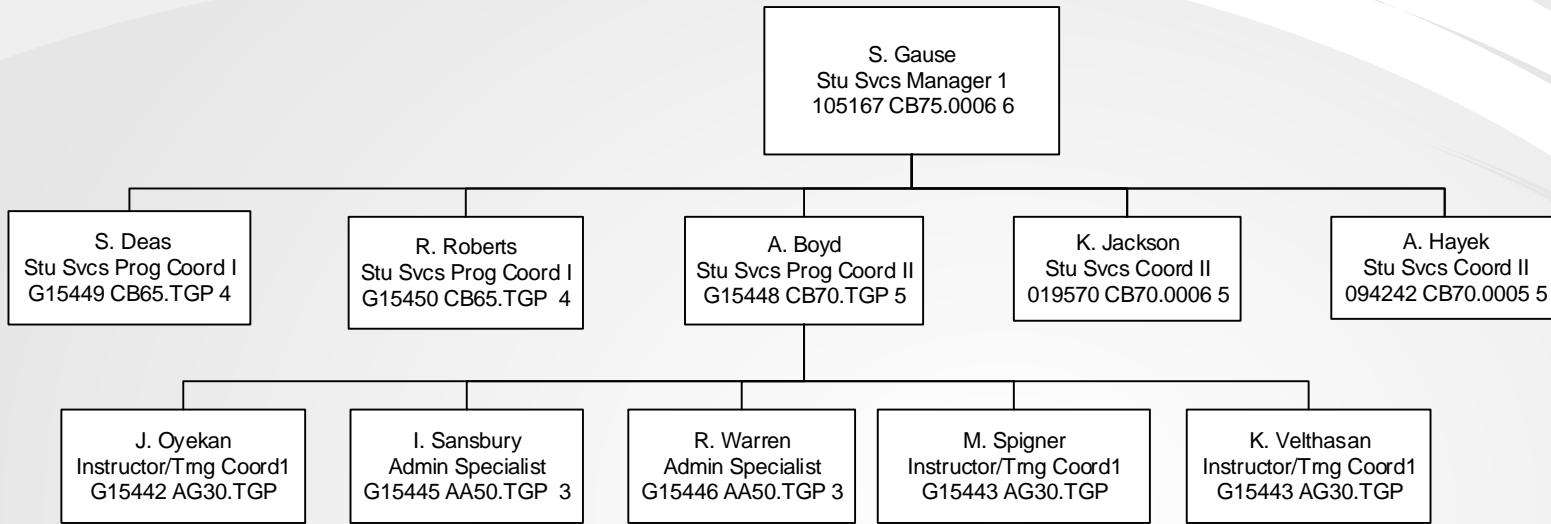 S. Gause
Stu Svcs Manager 1
105167 CB75.0006 6
S. Deas
Stu Svcs Prog Coord I
G15449 CB65.TGP 4
R. Roberts
Stu Svcs Prog Coord I
G15450 CB65.TGP 4
A. Boyd
Stu Svcs Prog Coord II
G15448 CB70.TGP 5
K. Jackson
Stu Svcs Coord II
019570 CB70.0006 5
A. Hayek
Stu Svcs Coord II
094242 CB70.0005 5
J. Oyekan
Instructor/Trng Coord1
G15442 AG30.TGP
I. Sansbury
Admin Specialist
G15445 AA50.TGP 3
R. Warren
Admin Specialist
G15446 AA50.TGP 3
M. Spigner
Instructor/Trng Coord1
G15443 AG30.TGP
K. Velthasan
Instructor/Trng Coord1
G15443 AG30.TGP